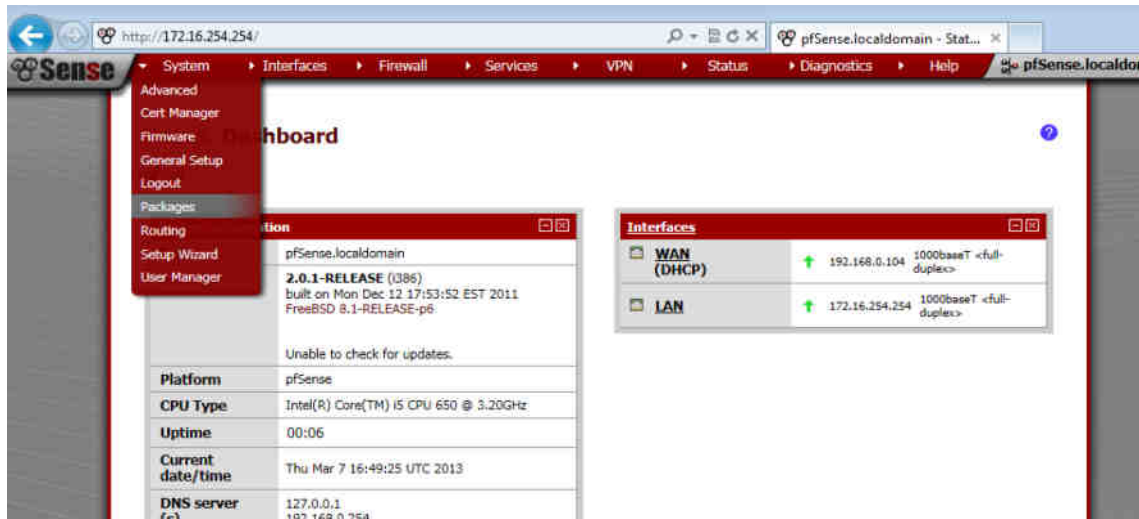 http://172.16.254.254/
pfSense.localdomain - Stat...
Sense
System Interfaces Firewall Services VPN Status Diagnostics Help pfSense.localdo
Advanced
Cert Manager
Firmware
General Setup
Logout
Packages
Routing
Setup Wizard
User Manager
hboard
?
tion
pfSense.localdomain
2.0.1-RELEASE (i386)
built on Mon Dec 12 17:53:52 EST 2011
FreeBSD 8.1-RELEASE-p6
Unable to check for updates.
Platform pfSense
CPU Type Intel(R) Core(TM) i5 CPU 650 @ 3.20GHz
Uptime 00:06
Current date/time Thu Mar 7 16:49:25 UTC 2013
DNS server 127.0.0.1
(s) 192.168.0.254
Interfaces
WAN (DHCP) 192.168.0.104 1000baseT <full-
duplex>
LAN 172.16.254.254 1000baseT <full-
duplex>